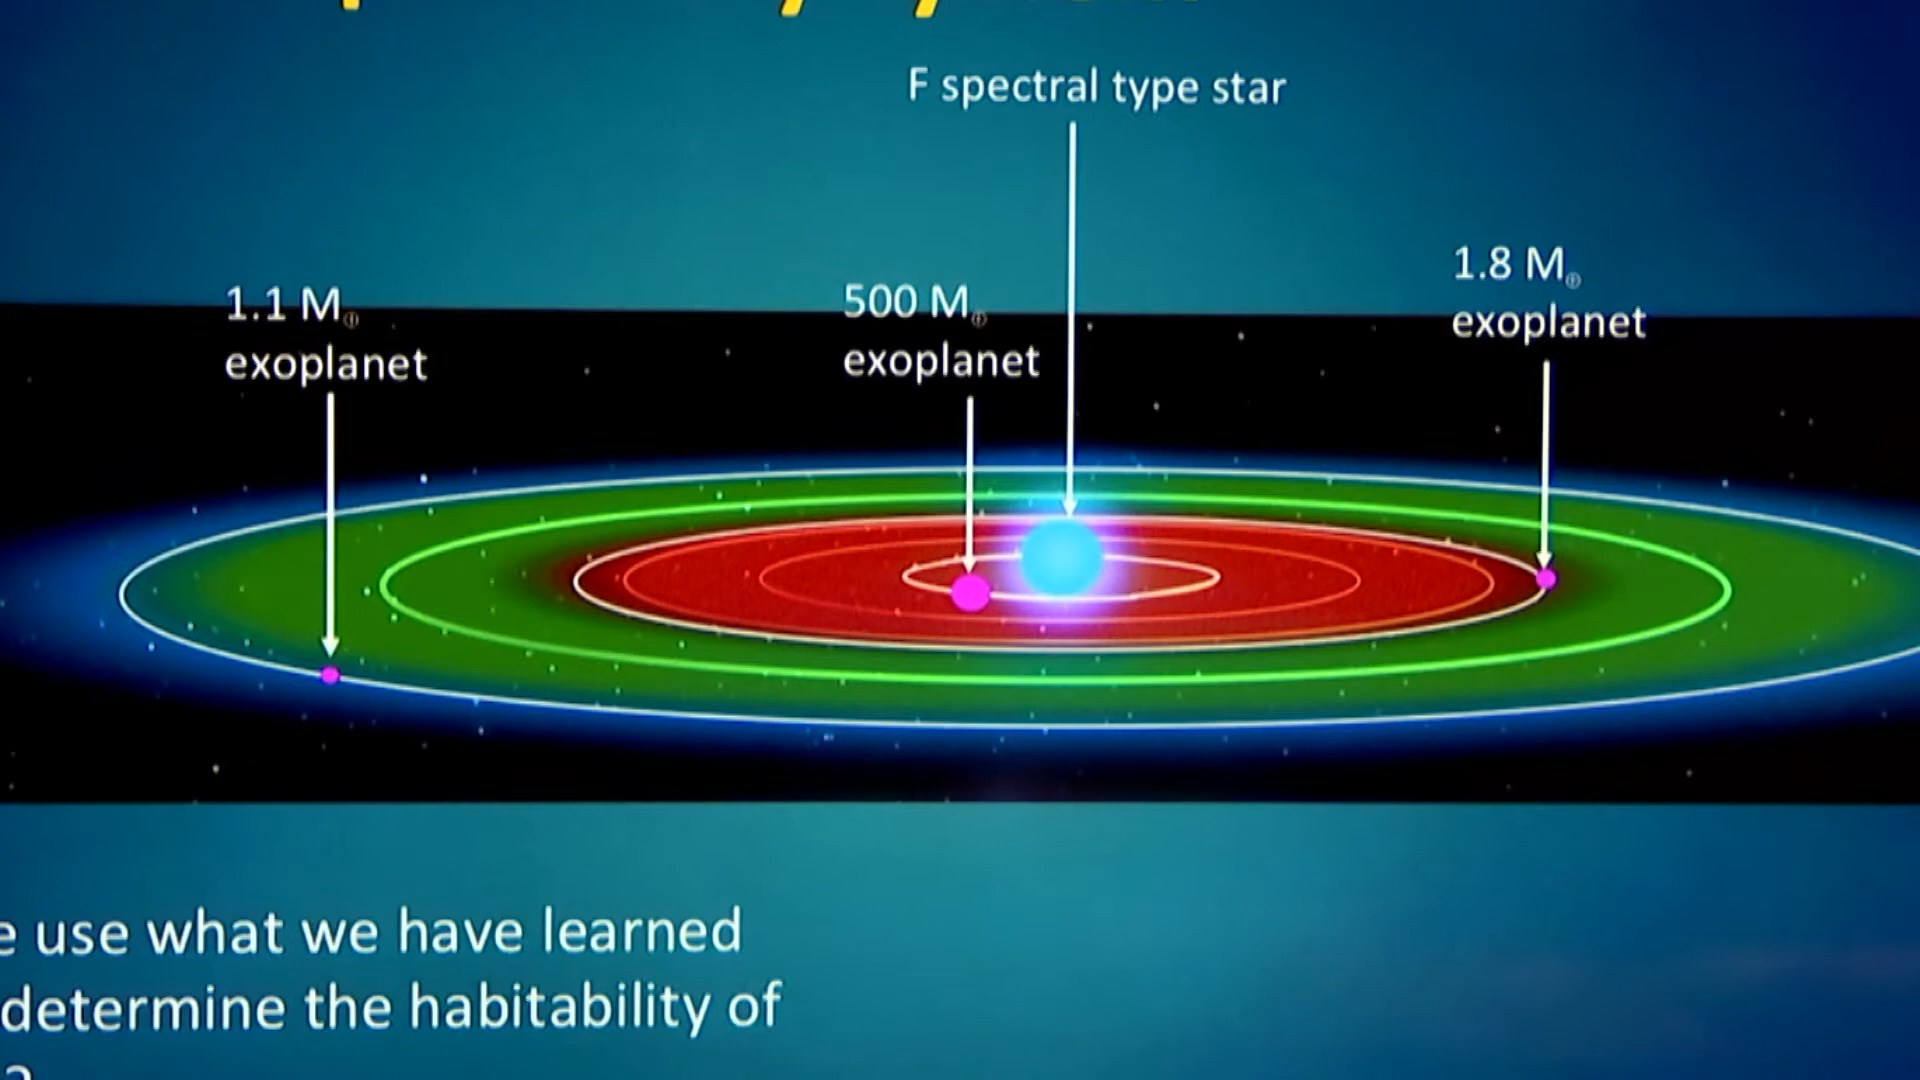 F spectral type star
1.8 M⊕
exoplanet
1.1 M⊕
exoplanet
500 M⊕
exoplanet
use what we have learned
determine the habitability of